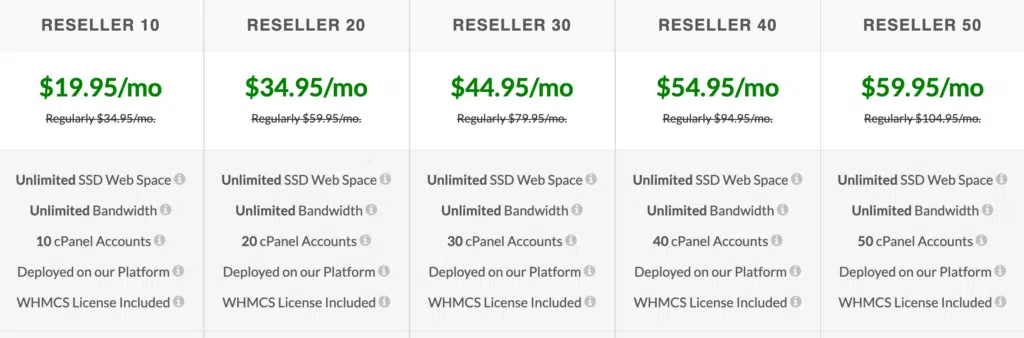 RESELLER 10
$19.95/mo
Regularly $34.95/mo.
Unlimited SSD Web Space
Unlimited Bandwidth
10 cPanel Accounts
Deployed on our Platform
WHMCS License Included
RESELLER 20
$34.95/mo
Regularly $59.95/mo.
Unlimited SSD Web Space
Unlimited Bandwidth
20 cPanel Accounts
Deployed on our Platform
WHMCS License Included
RESELLER 30
$44.95/mo
Regularly $79.95/mo.
Unlimited SSD Web Space
Unlimited Bandwidth
30 cPanel Accounts
Deployed on our Platform
WHMCS License Included
RESELLER 40
$54.95/mo
Regularly $94.95/mo.
Unlimited SSD Web Space
Unlimited Bandwidth
40 cPanel Accounts
Deployed on our Platform
WHMCS License Included
RESELLER 50
$59.95/mo
Regularly $104.95/mo.
Unlimited SSD Web Space
Unlimited Bandwidth
50 cPanel Accounts
Deployed on our Platform
WHMCS License Included